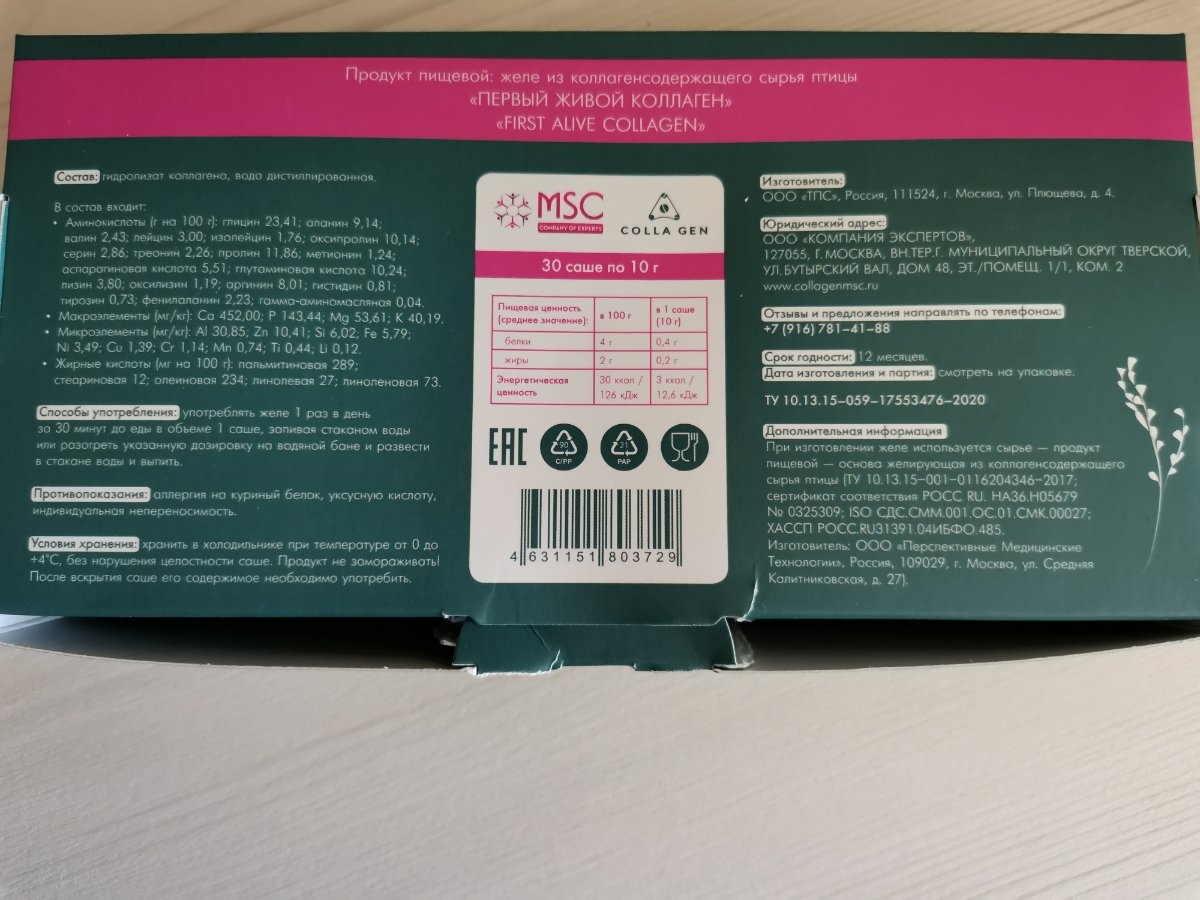 Продукт пищевой: желе из коллагенсодержащего сырья птицы
«ПЕРВЫЙ ЖИВОЙ КОЛЛАГЕН»
«FIRST ALIVE COLLAGEN»
Состав: гидролизат коллагена, вода дистиллированная.
В состав входит:
• Аминокислоты (г на 100 г): глицин 23,41; аланин 9,14;
валин 2,43; лейцин 3,00; изолейцин 1,76; оксипролин 10,14;
серин 2,86; треонин 2,26; пролин 11,86; метионин 1,24;
аспарагиновая кислота 5,51; глутаминовая кислота 10,24;
лизин 3,80; оксилизин 1,19; аргинин 8,01; гистидин 0,81;
тирозин 0,73; фенилаланин 2,23; гамма-аминомасляная 0,04.
• Макроэлементы (мг/кг): Ca 452,00; P 143,44; Mg 53,61; K 40,19.
• Микроэлементы (мг/кг): Al 30,85; Zn 10,41; Si 6,02; Fe 5,79;
Ni 3,49; Cu 1,39; Cr 1,14; Mn 0,74; Ti 0,44; Li 0,12.
• Жирные кислоты (мг на 100 г): пальмитиновая 289;
стеариновая 12; олеиновая 234; линолевая 27; линоленовая 73.
Способы употребления: употреблять желе 1 раз в день
за 30 минут до еды в объеме 1 саше, запивая стаканом воды
или разогреть указанную дозировку на водяной бане и развести
в стакане воды и выпить.
Противопоказания: аллергия на куриный белок, уксусную кислоту,
индивидуальная непереносимость.
Условия хранения: хранить в холодильнике при температуре от 0 до
+4°C, без нарушения целостности саше. Продукт не замораживать!
После вскрытия саше его содержимое необходимо употребить.
MSC
COMPANY OF EXPERTS
COLLA GEN
30 саше по 10 г
Пищевая ценность (среднее значение): в 100 г в 1 саше (10 г)
белки 4 г 0,4 г
жиры 2 г 0,2 г
Энергетическая ценность 30 ккал / 126 кДж 3 ккал / 12,6 кДж
EAC
90
C/PP
21
PAP
4 631151 803729
Изготовитель:
ООО «ТПС», Россия, 111524, г. Москва, ул. Плющева, д. 4.
Юридический адрес:
ООО «КОМПАНИЯ ЭКСПЕРТОВ»,
127055, Г.МОСКВА, ВН.ТЕР.Г. МУНИЦИПАЛЬНЫЙ ОКРУГ ТВЕРСКОЙ,
УЛ.БУТЫРСКИЙ ВАЛ, ДОМ 48, ЭТ./ПОМЕЩ. 1/1, КОМ. 2
www.collagenmsc.ru
Отзывы и предложения направлять по телефонам:
+7 (916) 781-41-88
Срок годности: 12 месяцев.
Дата изготовления и партия: смотреть на упаковке.
ТУ 10.13.15-059-17553476-2020
Дополнительная информация
При изготовлении желе используется сырье — продукт
пищевой — основа желирующая из коллагенсодержащего
сырья птицы (ТУ 10.13.15-001-0116204346-2017;
сертификат соответствия РОСС RU. НА36.Н05679
№ 0325309; ISO СДС.СММ.001.ОС.01.СМК.00027;
ХАССП РОСС.RU31391.04ИБФО.485.
Изготовитель: ООО «Перспективные Медицинские
Технологии», Россия, 109029, г. Москва, ул. Средняя
Калитниковская, д. 27).